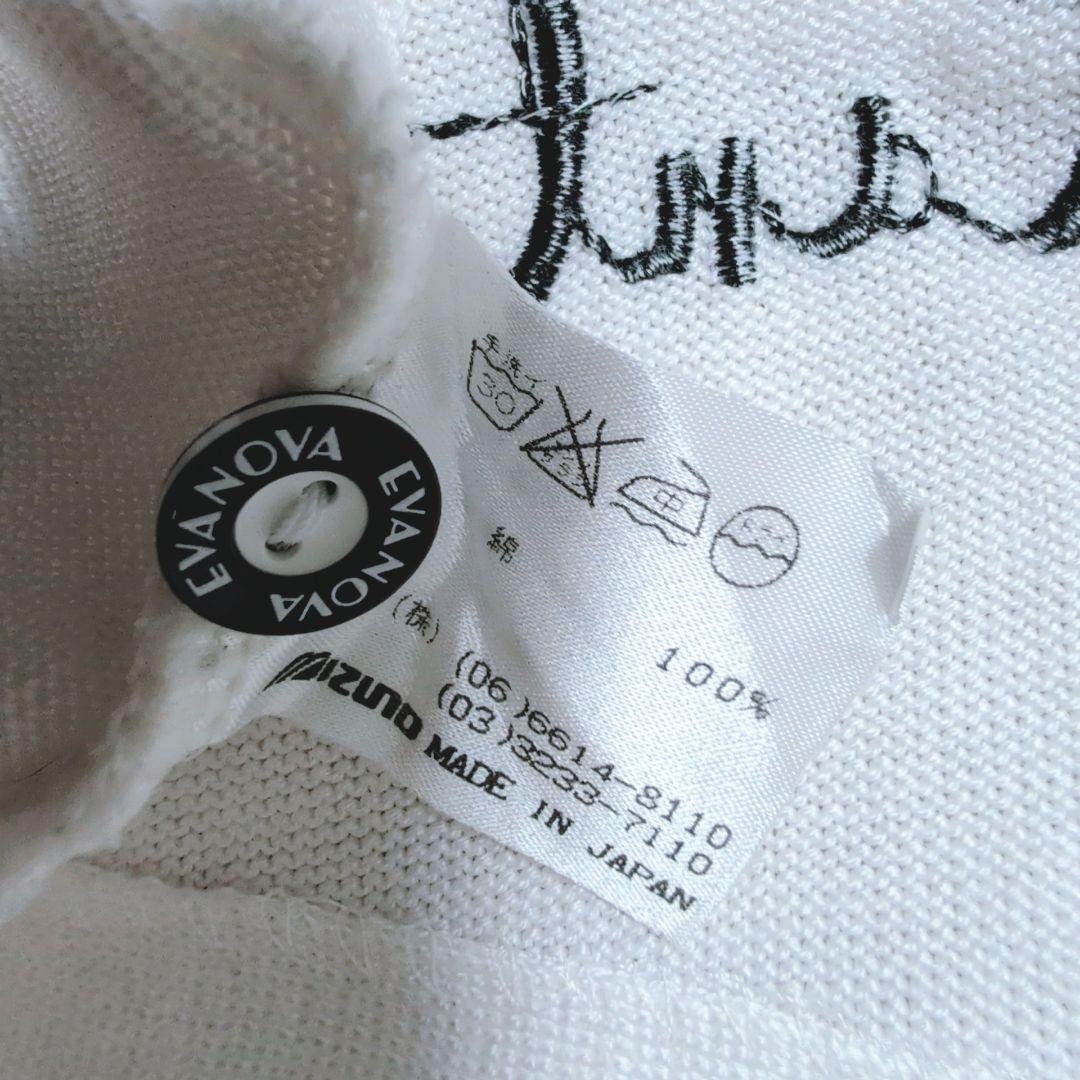 手洗イ
30
中
綿
100%
(株)
MIZUNO
(06)6614-8110
(03)3233-7110
MADE IN JAPAN
EVANOVA EVANOVA